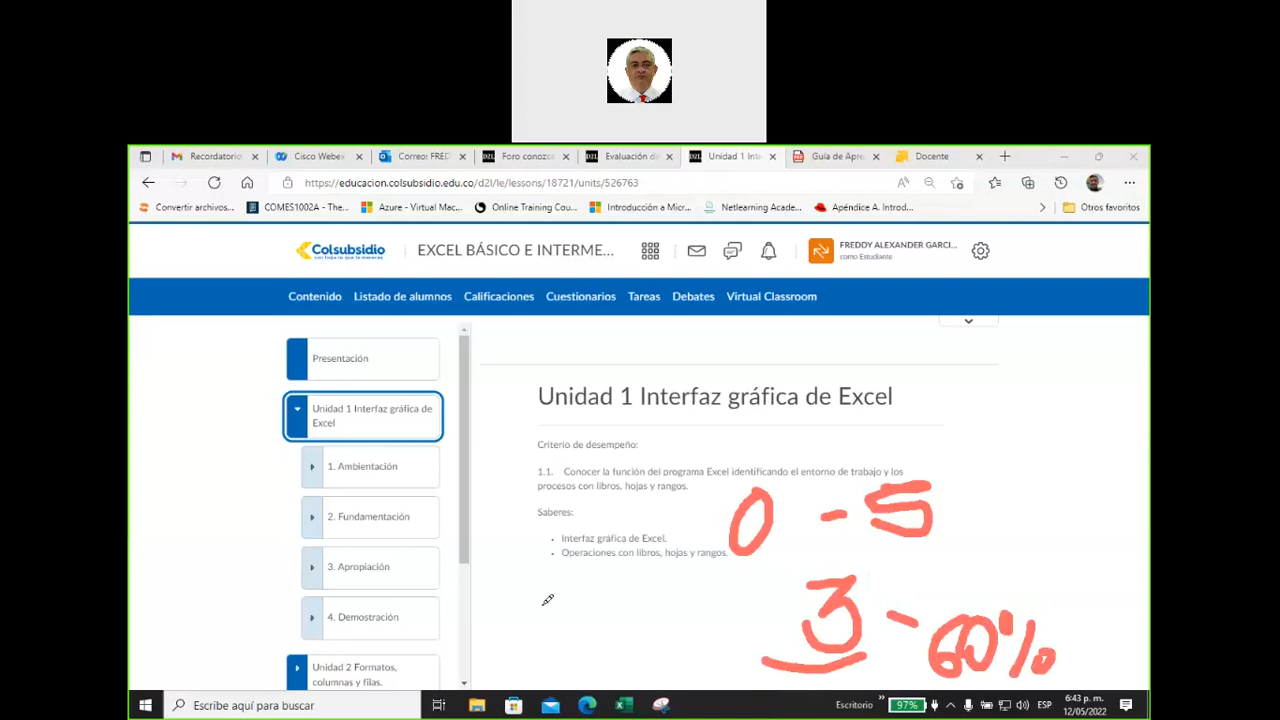 Recordatorio
Cisco Webex
Correo: FRED
Foro conozca
Evaluación de
Unidad 1 Inte
Guía de Apre
Docente
https://educacion.colsubsidio.edu.co/d2l/le/lessons/18721/units/526763
Convertir archivos...
COMES1002A - The...
Azure - Virtual Mac...
Online Training Cou...
Introducción a Micr...
Netlearning Acade...
Apéndice A. Introd...
Otros favoritos
Colsubsidio
EXCEL BÁSICO E INTERME...
FREDDY ALEXANDER GARCI...
como Estudiante
Contenido Listado de alumnos Calificaciones Cuestionarios Tareas Debates Virtual Classroom
Presentación
Unidad 1 Interfaz gráfica de
Excel
1. Ambientación
2. Fundamentación
3. Apropiación
4. Demostración
Unidad 2 Formatos,
columnas y filas.
Unidad 1 Interfaz gráfica de Excel
Criterio de desempeño:
1.1. Conocer la función del programa Excel identificando el entorno de trabajo y los
procesos con libros, hojas y rangos.
Saberes:
Interfaz gráfica de Excel.
Operaciones con libros, hojas y rangos.
0 - 5
3 - 60%
Escribe aquí para buscar
Escritorio
97%
ESP
6:43 p. m.
12/05/2022